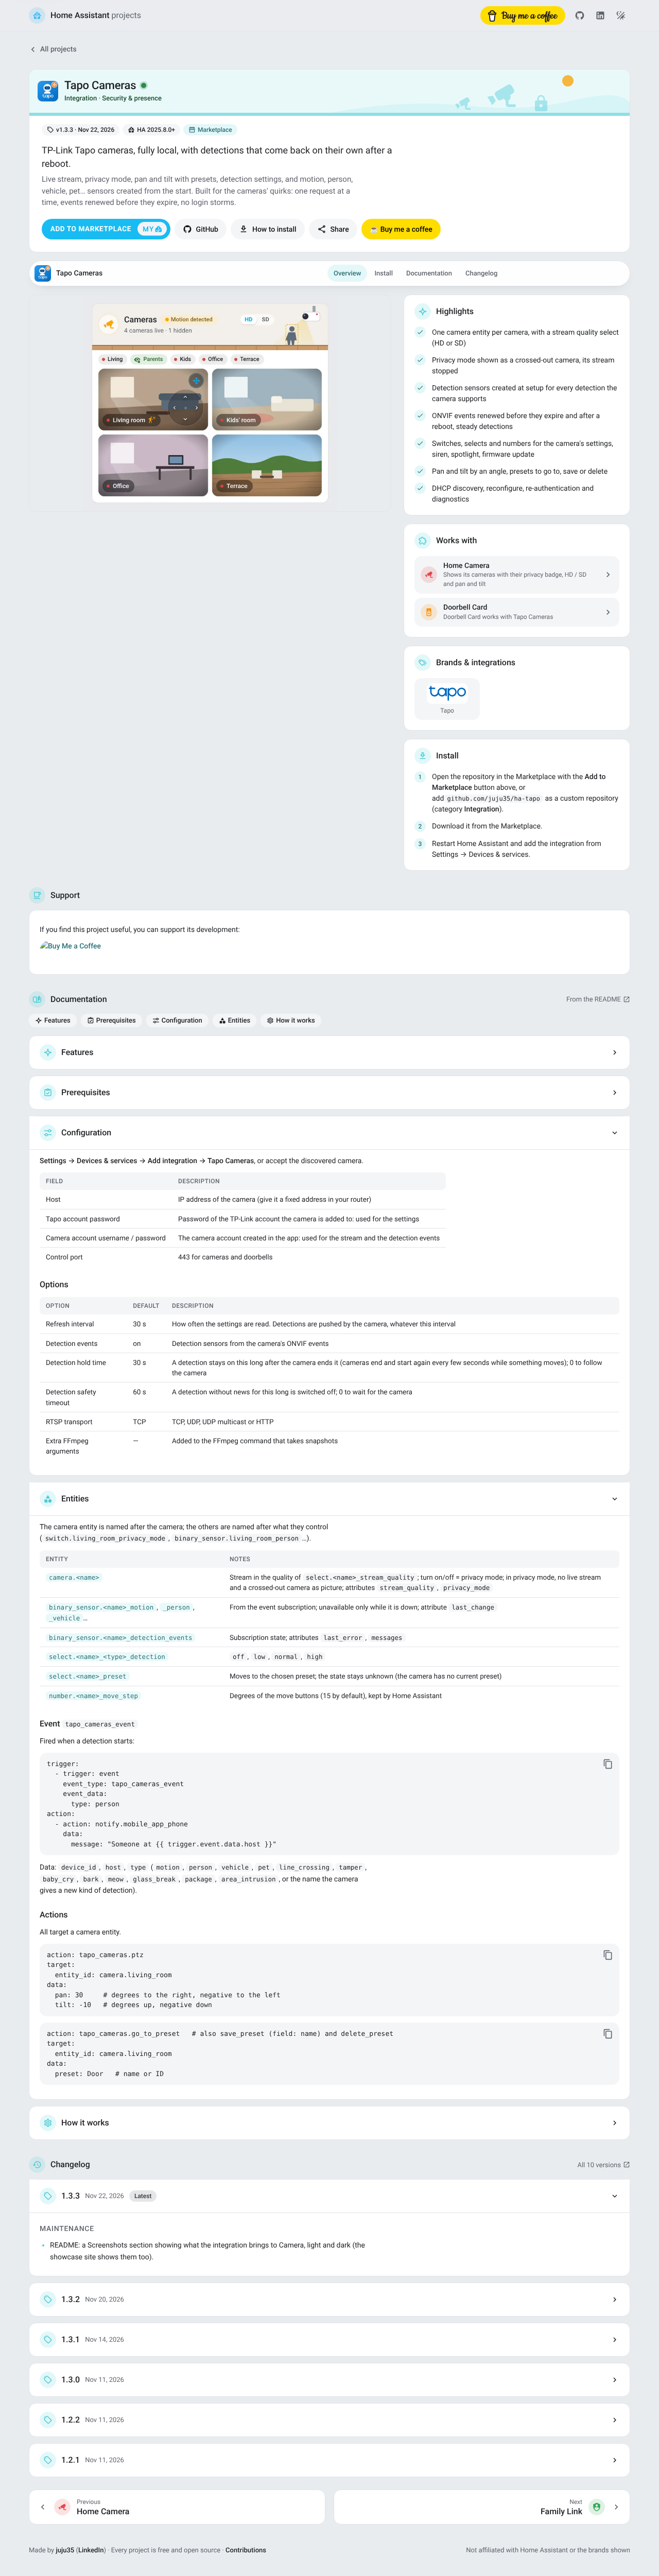 Home Assistant projects
Buy me a coffee
All projects
tapo
Tapo Cameras
Integration · Security & presence
v1.3.3 · Nov 22, 2026
HA 2025.8.0+
Marketplace
TP-Link Tapo cameras, fully local, with detections that come back on their own after a
reboot.
Live stream, privacy mode, pan and tilt with presets, detection settings, and motion, person,
vehicle, pet… sensors created from the start. Built for the cameras' quirks: one request at a
time, events renewed before they expire, no login storms.
ADD TO MARKETPLACE MY
GitHub
How to install
Share
☕ Buy me a coffee
Tapo Cameras
Overview
Install
Documentation
Changelog
Cameras
Motion detected
HD SD
4 cameras live · 1 hidden
Living
Parents
Kids
Office
Terrace
Living room
Kids' room
Office
Terrace
Highlights
One camera entity per camera, with a stream quality select
(HD or SD)
Privacy mode shown as a crossed-out camera, its stream
stopped
Detection sensors created at setup for every detection the
camera supports
ONVIF events renewed before they expire and after a
reboot, steady detections
Switches, selects and numbers for the camera's settings,
siren, spotlight, firmware update
Pan and tilt by an angle, presets to go to, save or delete
DHCP discovery, reconfigure, re-authentication and
diagnostics
Works with
Home Camera
Shows its cameras with their privacy badge, HD / SD
and pan and tilt
Doorbell Card
Doorbell Card works with Tapo Cameras
Brands & integrations
tapo
Tapo
Install
1 Open the repository in the Marketplace with the Add to
Marketplace button above, or
add github.com/juju35/ha-tapo as a custom repository
(category Integration).
2 Download it from the Marketplace.
3 Restart Home Assistant and add the integration from
Settings → Devices & services.
Support
If you find this project useful, you can support its development:
Buy Me a Coffee
Documentation
From the README
Features
Prerequisites
Configuration
Entities
How it works
Features
Prerequisites
Configuration
Settings → Devices & services → Add integration → Tapo Cameras, or accept the discovered camera.
FIELD DESCRIPTION
Host IP address of the camera (give it a fixed address in your router)
Tapo account password Password of the TP-Link account the camera is added to: used for the settings
Camera account username / password The camera account created in the app: used for the stream and the detection events
Control port 443 for cameras and doorbells
Options
OPTION DEFAULT DESCRIPTION
Refresh interval 30 s How often the settings are read. Detections are pushed by the camera, whatever this interval
Detection events on Detection sensors from the camera's ONVIF events
Detection hold time 30 s A detection stays on this long after the camera ends it (cameras end and start again every few seconds while something moves); 0 to follow
the camera
Detection safety 60 s A detection without news for this long is switched off; 0 to wait for the camera
timeout
RTSP transport TCP TCP, UDP, UDP multicast or HTTP
Extra FFmpeg — Added to the FFmpeg command that takes snapshots
arguments
Entities
The camera entity is named after the camera; the others are named after what they control
( switch.living_room_privacy_mode , binary_sensor.living_room_person …).
ENTITY NOTES
camera.<name> Stream in the quality of select.<name>_stream_quality ; turn on/off = privacy mode; in privacy mode, no live stream
and a crossed-out camera as picture; attributes stream_quality , privacy_mode
binary_sensor.<name>_motion , _person , From the event subscription; unavailable only while it is down; attribute last_change
_vehicle …
binary_sensor.<name>_detection_events Subscription state; attributes last_error , messages
select.<name>_<type>_detection off , low , normal , high
select.<name>_preset Moves to the chosen preset; the state stays unknown (the camera has no current preset)
number.<name>_move_step Degrees of the move buttons (15 by default), kept by Home Assistant
Event tapo_cameras_event
Fired when a detection starts:
trigger:
  - trigger: event
    event_type: tapo_cameras_event
    event_data:
      type: person
action:
  - action: notify.mobile_app_phone
    data:
      message: "Someone at {{ trigger.event.data.host }}"
Data: device_id , host , type ( motion , person , vehicle , pet , line_crossing , tamper ,
baby_cry , bark , meow , glass_break , package , area_intrusion , or the name the camera
gives a new kind of detection).
Actions
All target a camera entity.
action: tapo_cameras.ptz
target:
  entity_id: camera.living_room
data:
  pan: 30     # degrees to the right, negative to the left
  tilt: -10   # degrees up, negative down
action: tapo_cameras.go_to_preset   # also save_preset (field: name) and delete_preset
target:
  entity_id: camera.living_room
data:
  preset: Door   # name or ID
How it works
Changelog
All 10 versions
1.3.3 Nov 22, 2026 Latest
MAINTENANCE
README: a Screenshots section showing what the integration brings to Camera, light and dark (the
showcase site shows them too).
1.3.2 Nov 20, 2026
1.3.1 Nov 14, 2026
1.3.0 Nov 11, 2026
1.2.2 Nov 11, 2026
1.2.1 Nov 11, 2026
Previous
Home Camera
Next
Family Link
Made by juju35 (LinkedIn) · Every project is free and open source · Contributions
Not affiliated with Home Assistant or the brands shown